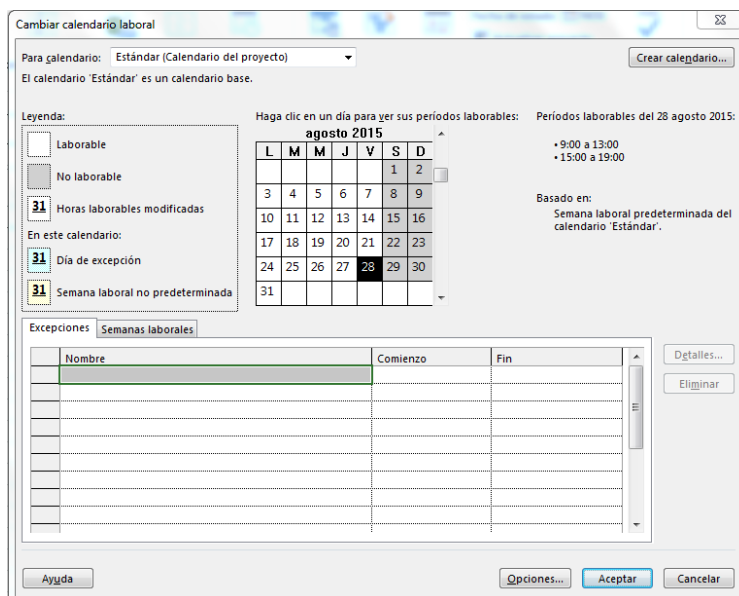 Cambiar calendario laboral
Para calendario: Estándar (Calendario del proyecto)
Crear calendario...
El calendario 'Estándar' es un calendario base.
Leyenda:
Laborable
No laborable
31 Horas laborables modificadas
En este calendario:
31 Día de excepción
31 Semana laboral no predeterminada
Haga clic en un día para ver sus períodos laborables:
agosto 2015
L M M J V S D
1 2
3 4 5 6 7 8 9
10 11 12 13 14 15 16
17 18 19 20 21 22 23
24 25 26 27 28 29 30
31
Períodos laborables del 28 agosto 2015:
• 9:00 a 13:00
• 15:00 a 19:00
Basado en:
Semana laboral predeterminada del
calendario 'Estándar'.
Excepciones Semanas laborales
Nombre Comienzo Fin
Detalles...
Eliminar
Ayuda Opciones... Aceptar Cancelar